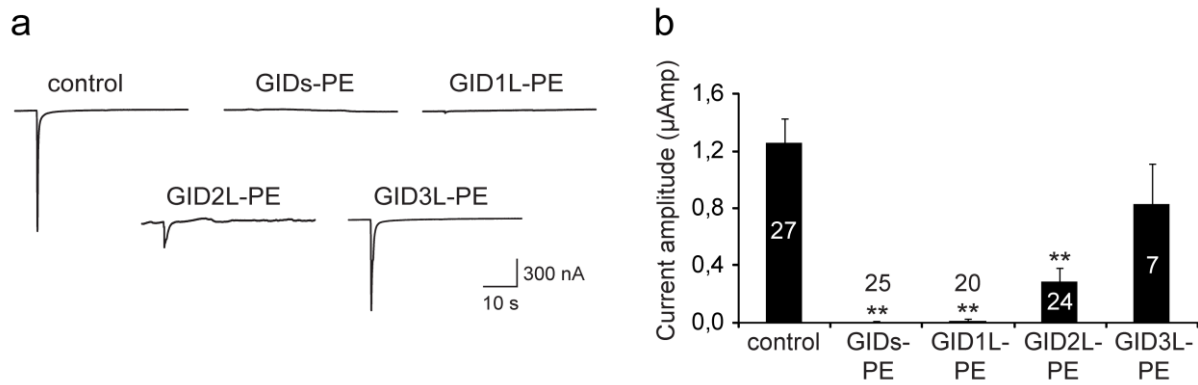 a
control
GIDs-PE
GID1L-PE
GID2L-PE
GID3L-PE
300 nA
10 s
b
Current amplitude (µAmp)
1,6
1,2
0,8
0,4
0,0
27
25
**
20
**
**
24
7
control
GIDs-
PE
GID1L-
PE
GID2L-
PE
GID3L-
PE